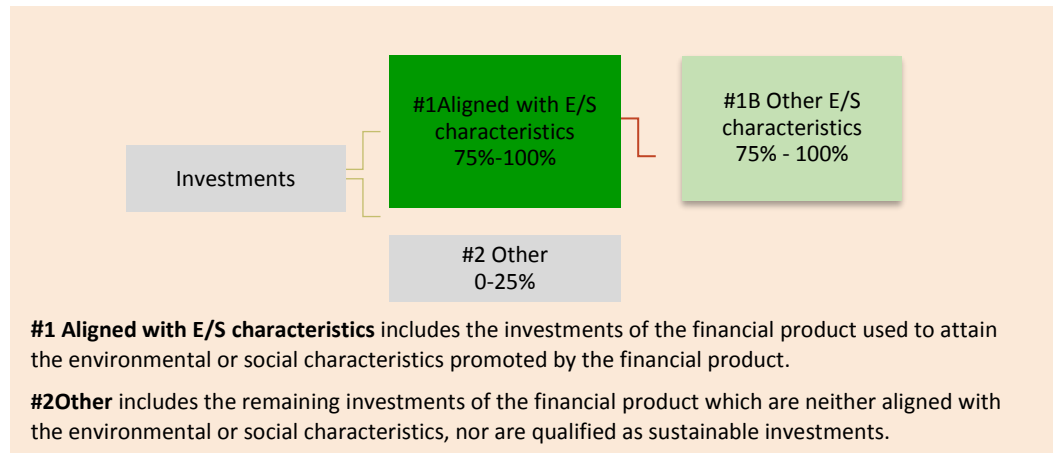 #1Aligned with E/S
characteristics
75%-100%
#1B Other E/S
characteristics
75% - 100%
Investments
#2 Other
0-25%
#1 Aligned with E/S characteristics includes the investments of the financial product used to attain
the environmental or social characteristics promoted by the financial product.
#2Other includes the remaining investments of the financial product which are neither aligned with
the environmental or social characteristics, nor are qualified as sustainable investments.